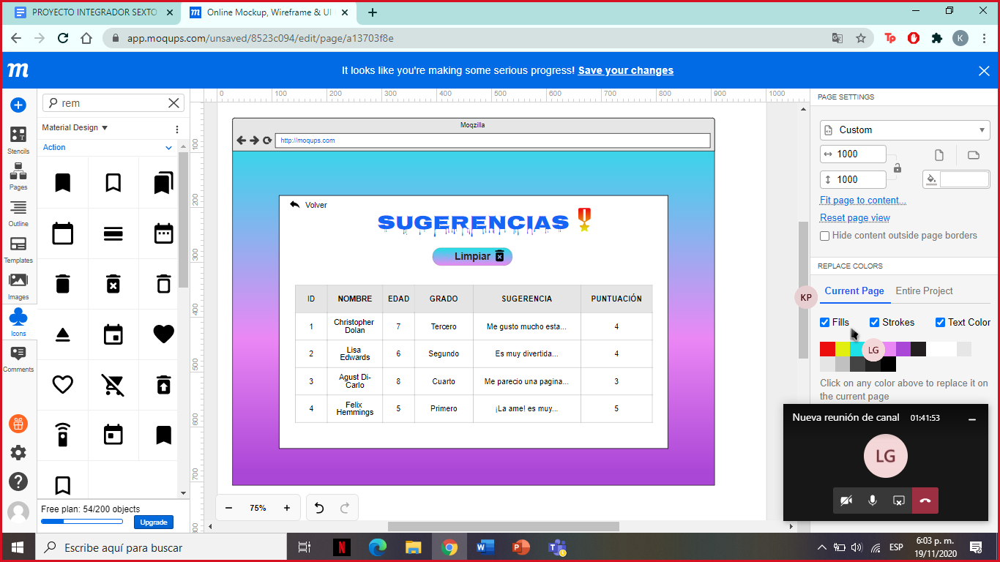 PROYECTO INTEGRADOR SEXTO
Online Mockup, Wireframe & UI
app.moqups.com/unsaved/8523c094/edit/page/a13703f8e
Tp
K
m
It looks like you're making some serious progress! Save your changes
rem
Material Design
Action
Stencils
Pages
Outline
Templates
Images
Icons
Comments
Free plan: 54/200 objects
Upgrade
0 100 200 300 400 500 600 700 800 900 1000
100
200
300
400
500
600
700
800
Moqzilla
http://moqups.com
Volver
SUGERENCIAS
Limpiar
ID NOMBRE EDAD GRADO SUGERENCIA PUNTUACIÓN
1 Christopher Dolan 7 Tercero Me gusto mucho esta... 4
2 Lisa Edwards 6 Segundo Es muy divertida... 4
3 Agust Di-Carlo 8 Cuarto Me parecio una pagina... 3
4 Felix Hemmings 5 Primero ¡La ame! es muy... 5
75%
PAGE SETTINGS
Custom
1000
1000
Fit page to content...
Reset page view
Hide content outside page borders
REPLACE COLORS
KP
Current Page Entire Project
Fills Strokes Text Color
LG
Click on any color above to replace it on
the current page
Nueva reunión de canal 01:41:53
LG
Escribe aquí para buscar
ESP
6:03 p. m.
19/11/2020